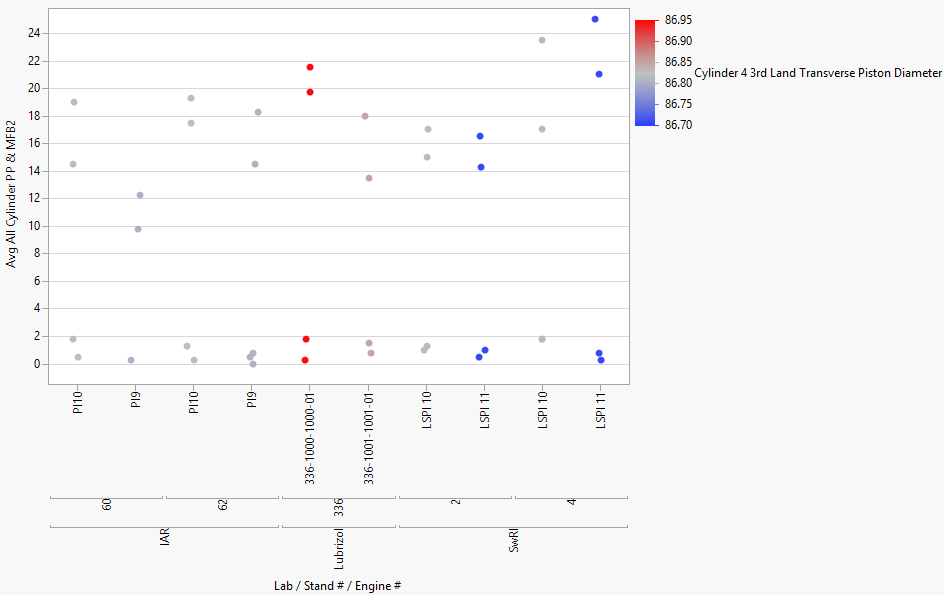 Avg All Cylinder PP & MFB2
24
22
20
18
16
14
12
10
8
6
4
2
0
86.95
86.90
86.85
86.80
86.75
86.70
Cylinder 4 3rd Land Transverse Piston Diameter
PI10
PI9
PI10
PI9
336-1000-1000-01
336-1001-1001-01
LSPI 10
LSPI 11
LSPI 10
LSPI 11
60
62
336
2
4
IAR
Lubrizol
SwRI
Lab / Stand # / Engine #